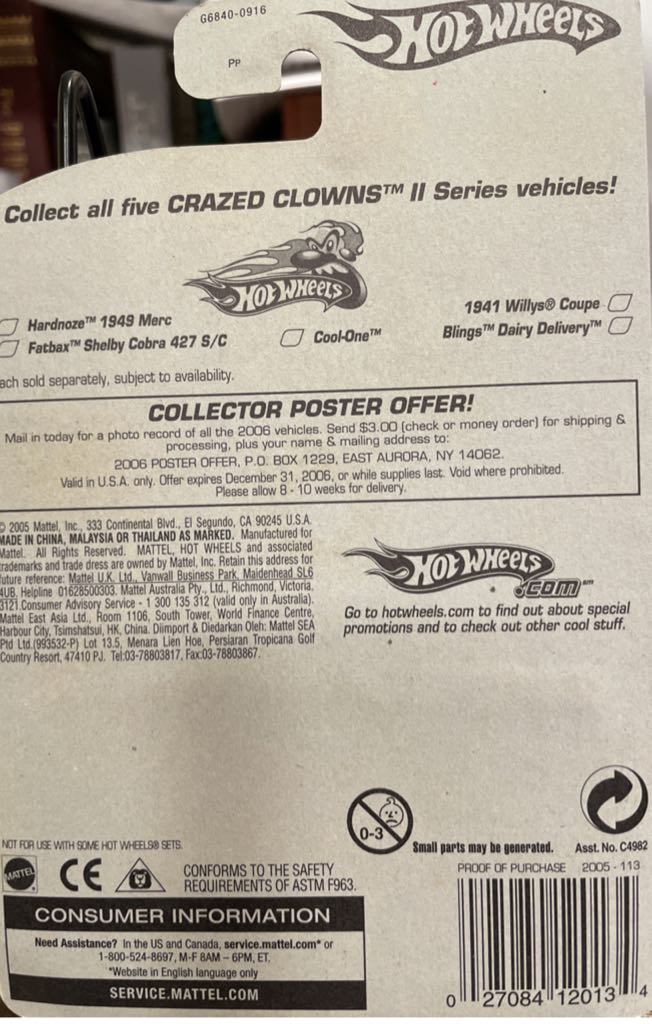 G6840-0916
PP
HOT WHEELS
Collect all five CRAZED CLOWNS™ II Series vehicles!
HOT WHEELS
Hardnoze™ 1949 Merc
Fatbax™ Shelby Cobra 427 S/C
Cool-One™
1941 Willys® Coupe
Blings™ Dairy Delivery™
ach sold separately, subject to availability.
COLLECTOR POSTER OFFER!
Mail in today for a photo record of all the 2006 vehicles. Send $3.00 (check or money order) for shipping &
processing, plus your name & mailing address to:
2006 POSTER OFFER, P.O. BOX 1229, EAST AURORA, NY 14062.
Valid in U.S.A. only. Offer expires December 31, 2006, or while supplies last. Void where prohibited.
Please allow 8 - 10 weeks for delivery.
© 2005 Mattel, Inc., 333 Continental Blvd., El Segundo, CA 90245 U.S.A.
MADE IN CHINA, MALAYSIA OR THAILAND AS MARKED. Manufactured for
Mattel. All Rights Reserved. MATTEL, HOT WHEELS and associated
trademarks and trade dress are owned by Mattel, Inc. Retain this address for
future reference: Mattel U.K. Ltd., Vanwall Business Park, Maidenhead SL6
4UB. Helpline 01628500303. Mattel Australia Pty., Ltd., Richmond, Victoria.
3121.Consumer Advisory Service - 1 300 135 312 (valid only in Australia).
Mattel East Asia Ltd., Room 1106, South Tower, World Finance Centre,
Harbour City, Tsimshatsui, HK, China. Diimport & Diedarkan Oleh: Mattel SEA
Ptd Ltd.(993532-P) Lot 13.5, Menara Lien Hoe, Persiaran Tropicana Golf
Country Resort, 47410 PJ. Tel:03-78803817, Fax:03-78803867.
HOT WHEELS
.COM℠
Go to hotwheels.com to find out about special
promotions and to check out other cool stuff.
0-3
Small parts may be generated.
Asst. No. C4982
NOT FOR USE WITH SOME HOT WHEELS® SETS.
MATTEL
CE
CONFORMS TO THE SAFETY
REQUIREMENTS OF ASTM F963.
PROOF OF PURCHASE 2005 - 113
CONSUMER INFORMATION
Need Assistance? In the US and Canada, service.mattel.com* or
1-800-524-8697, M-F 8AM – 6PM, ET.
*Website in English language only
SERVICE.MATTEL.COM
0 27084 12013 4